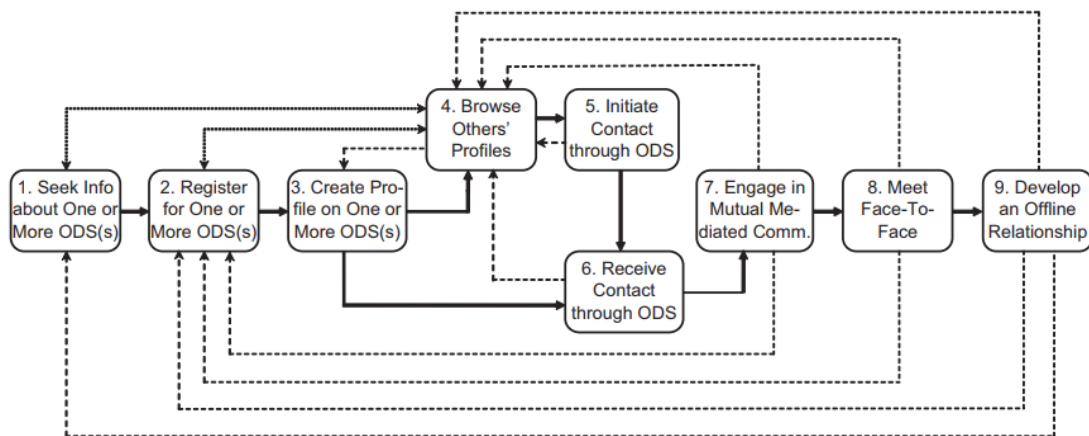 1. Seek Info
about One or
More ODS(s)
2. Register
for One or
More ODS(s)
3. Create Pro-
file on One or
More ODS(s)
4. Browse
Others'
Profiles
5. Initiate
Contact
through ODS
6. Receive
Contact
through ODS
7. Engage in
Mutual Me-
diated Comm.
8. Meet
Face-To-
Face
9. Develop
an Offline
Relationship